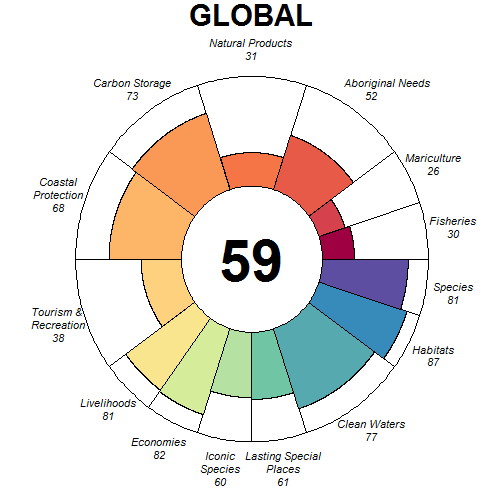 GLOBAL
Natural Products
31
Carbon Storage
73
Aboriginal Needs
52
Mariculture
26
Coastal
Protection
68
Fisheries
30
59
Species
81
Tourism &
Recreation
38
Habitats
87
Livelihoods
81
Clean Waters
77
Economies
82
Iconic
Species
60
Lasting Special
Places
61